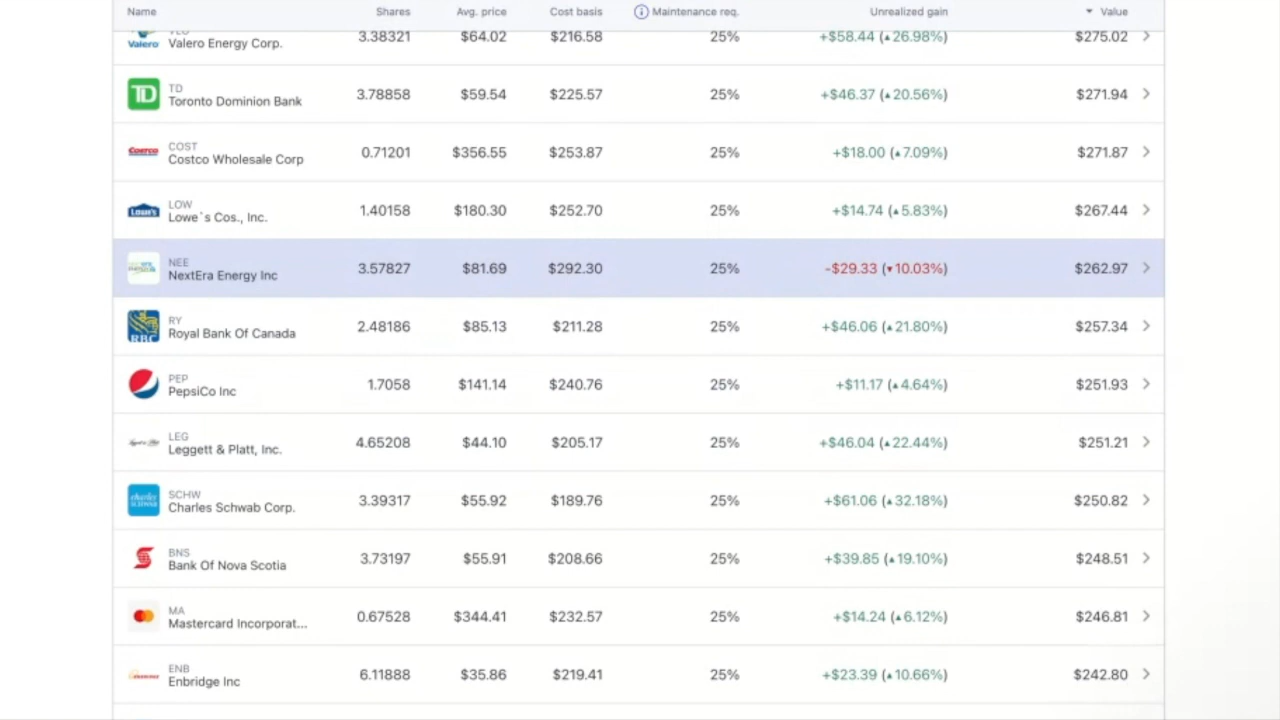 Name Shares Avg. price Cost basis Maintenance req. Unrealized gain Value
Valero
Valero Energy Corp. 3.38321 $64.02 $216.58 25% +$58.44 (▲26.98%) $275.02
TD
TD
Toronto Dominion Bank 3.78858 $59.54 $225.57 25% +$46.37 (▲20.56%) $271.94
COST
Costco Wholesale Corp 0.71201 $356.55 $253.87 25% +$18.00 (▲7.09%) $271.87
Lowe's
LOW
Lowe`s Cos., Inc. 1.40158 $180.30 $252.70 25% +$14.74 (▲5.83%) $267.44
NEE
NextEra Energy Inc 3.57827 $81.69 $292.30 25% -$29.33 (▼10.03%) $262.97
RBC
RY
Royal Bank Of Canada 2.48186 $85.13 $211.28 25% +$46.06 (▲21.80%) $257.34
PEP
PepsiCo Inc 1.7058 $141.14 $240.76 25% +$11.17 (▲4.64%) $251.93
LEG
Leggett & Platt, Inc. 4.65208 $44.10 $205.17 25% +$46.04 (▲22.44%) $251.21
charles
SCHWAB
SCHW
Charles Schwab Corp. 3.39317 $55.92 $189.76 25% +$61.06 (▲32.18%) $250.82
BNS
Bank Of Nova Scotia 3.73197 $55.91 $208.66 25% +$39.85 (▲19.10%) $248.51
MA
Mastercard Incorporat... 0.67528 $344.41 $232.57 25% +$14.24 (▲6.12%) $246.81
ENB
Enbridge Inc 6.11888 $35.86 $219.41 25% +$23.39 (▲10.66%) $242.80